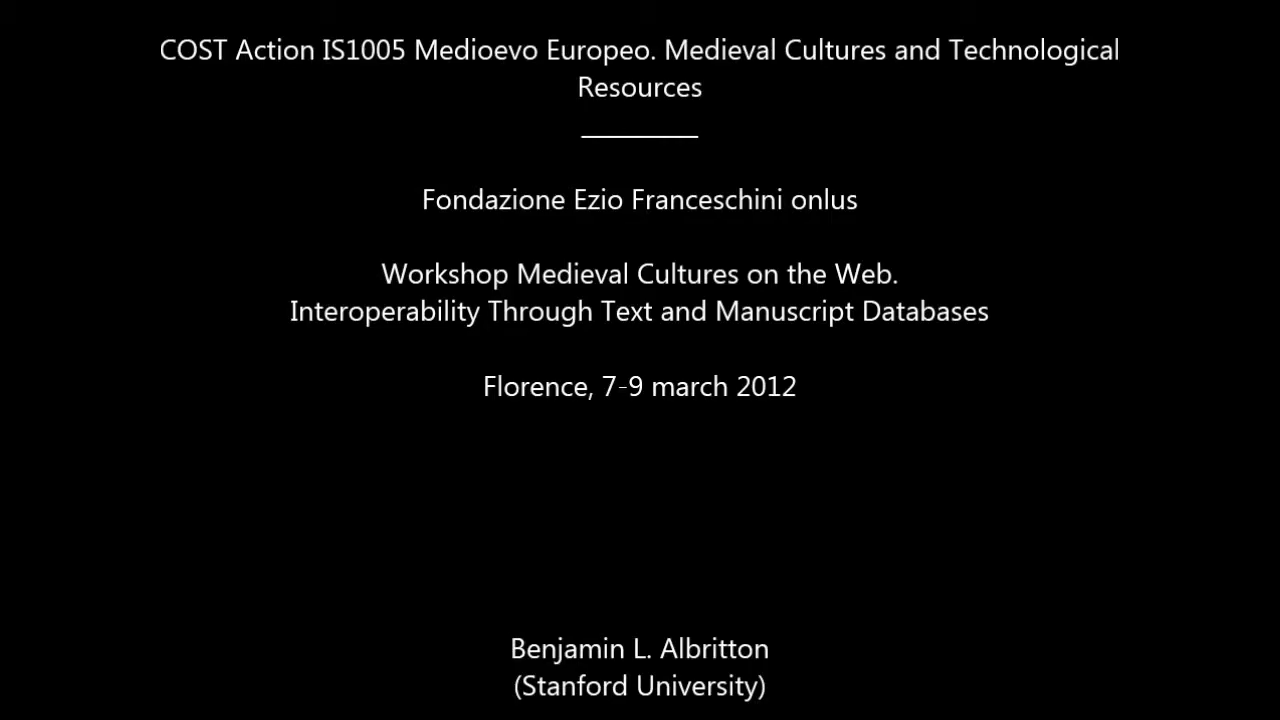 COST Action IS1005 Medioevo Europeo. Medieval Cultures and Technological
Resources
Fondazione Ezio Franceschini onlus
Workshop Medieval Cultures on the Web.
Interoperability Through Text and Manuscript Databases
Florence, 7-9 march 2012
Benjamin L. Albritton
(Stanford University)